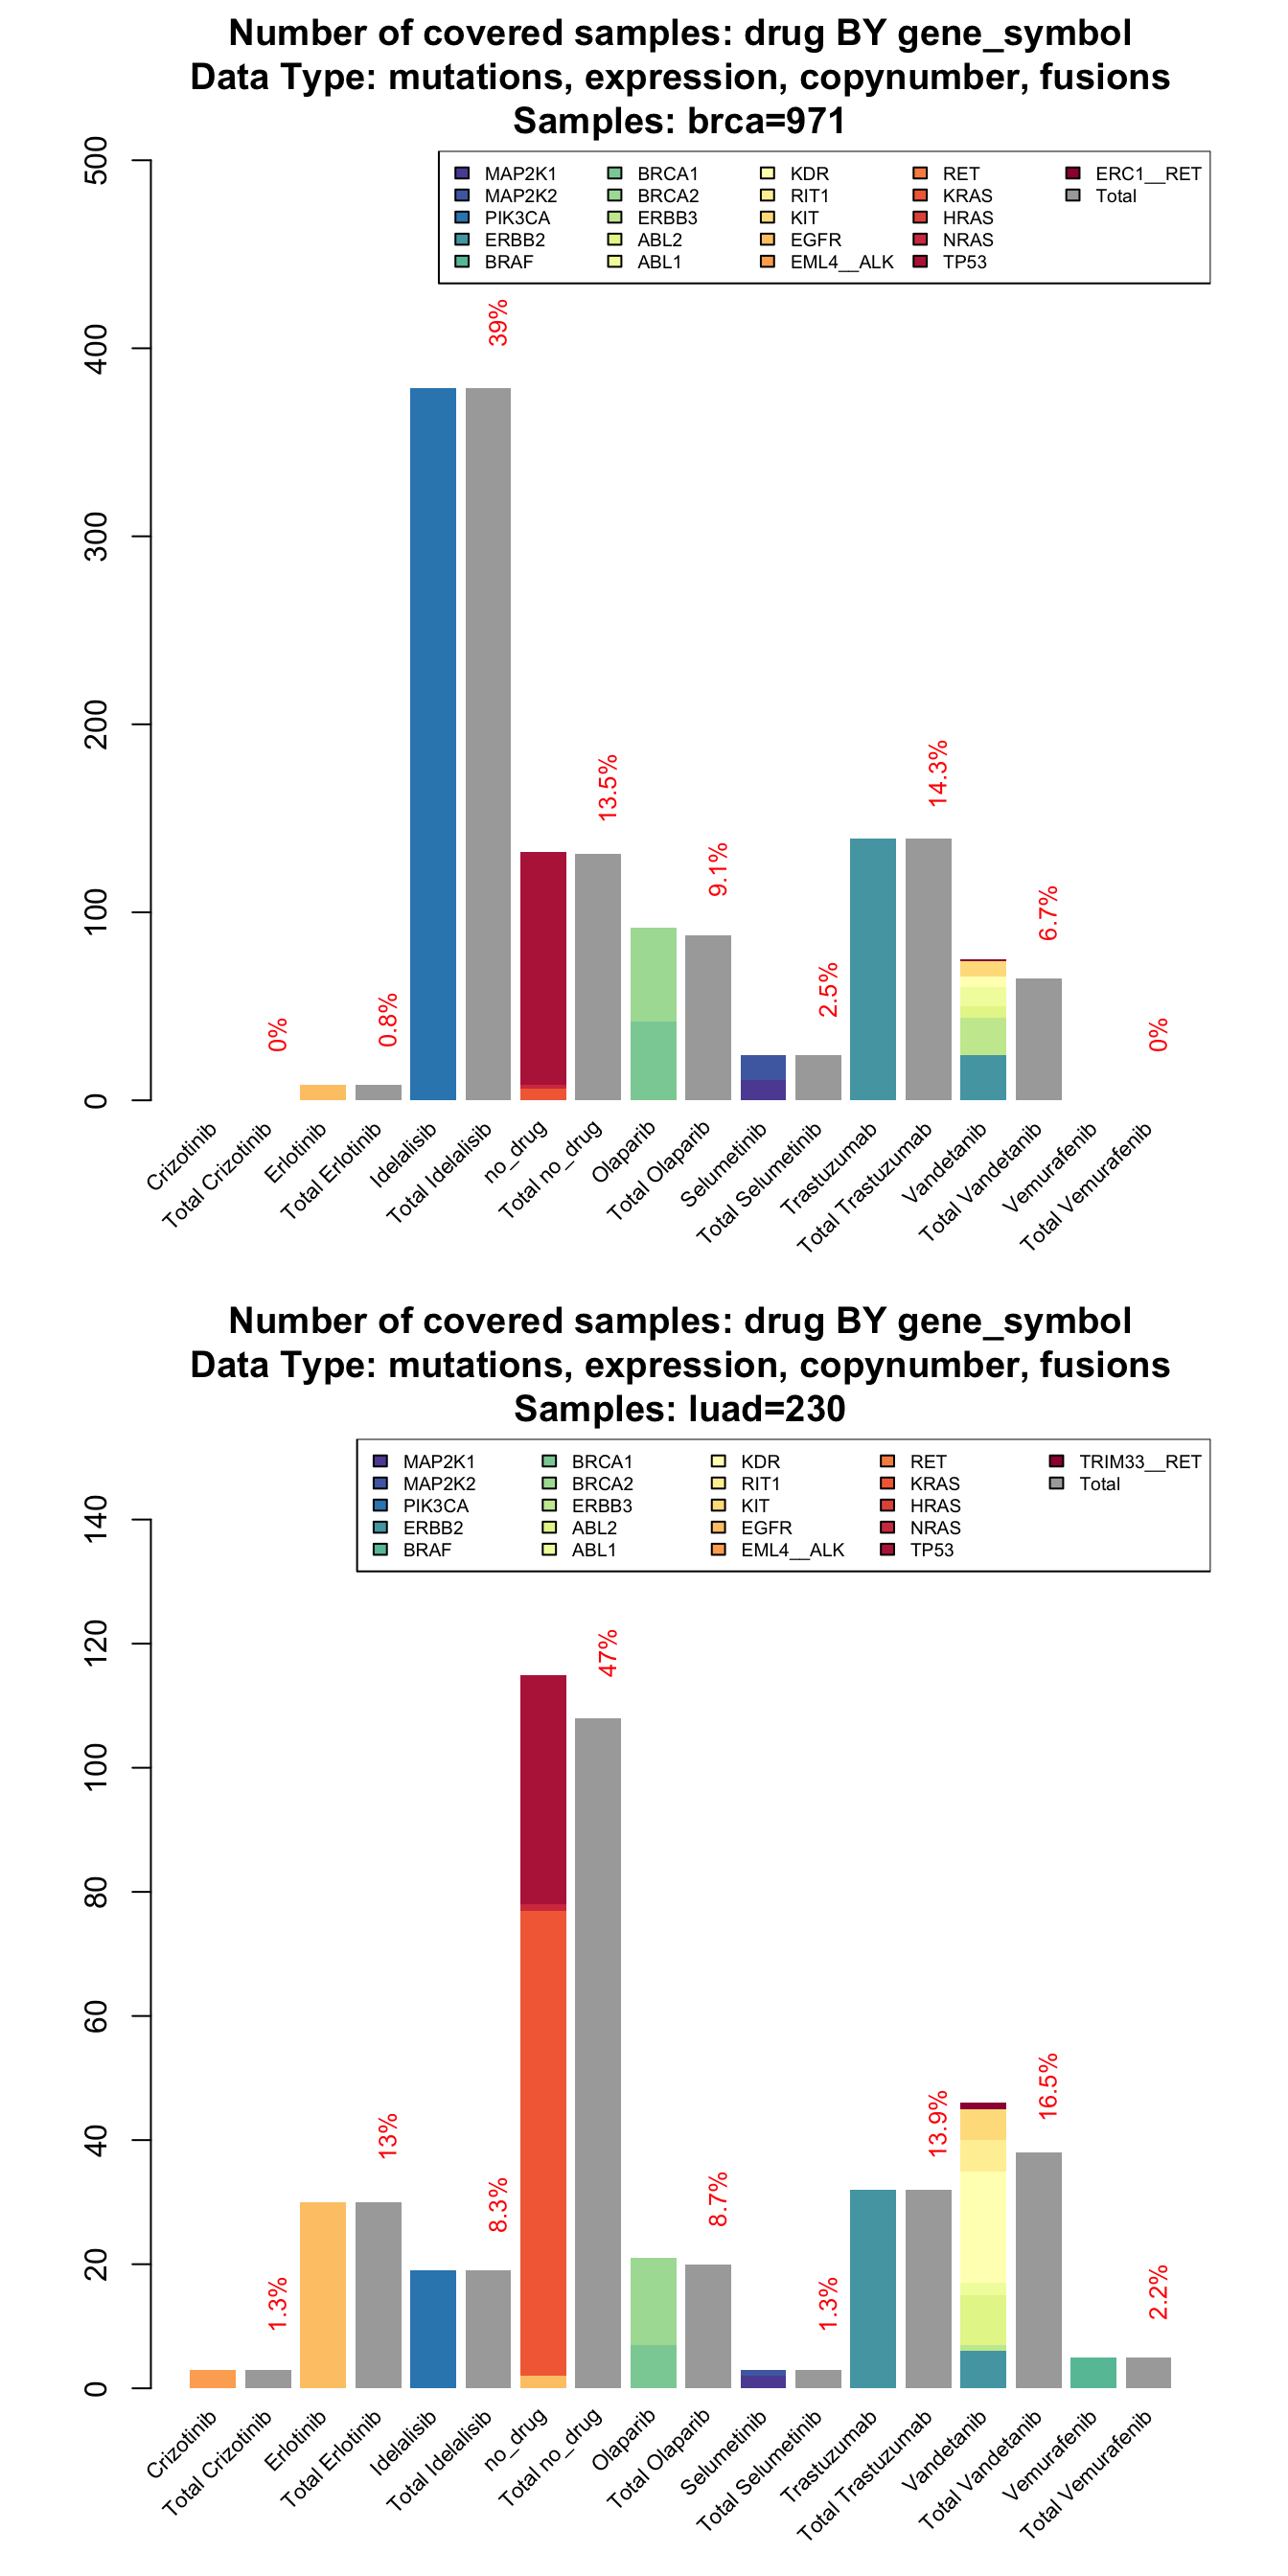 Number of covered samples: drug BY gene_symbol
Data Type: mutations, expression, copynumber, fusions
Samples: brca=971
MAP2K1 BRCA1 KDR RET ERC1__RET
MAP2K2 BRCA2 RIT1 KRAS Total
PIK3CA ERBB3 KIT HRAS
ERBB2 ABL2 EGFR NRAS
BRAF ABL1 EML4__ALK TP53
500
400
300
200
100
0
0%
0.8%
39%
13.5%
9.1%
2.5%
14.3%
6.7%
0%
Crizotinib
Total Crizotinib
Erlotinib
Total Erlotinib
Idelalisib
Total Idelalisib
no_drug
Total no_drug
Olaparib
Total Olaparib
Selumetinib
Total Selumetinib
Trastuzumab
Total Trastuzumab
Vandetanib
Total Vandetanib
Vemurafenib
Total Vemurafenib
Number of covered samples: drug BY gene_symbol
Data Type: mutations, expression, copynumber, fusions
Samples: luad=230
MAP2K1 BRCA1 KDR RET TRIM33__RET
MAP2K2 BRCA2 RIT1 KRAS Total
PIK3CA ERBB3 KIT HRAS
ERBB2 ABL2 EGFR NRAS
BRAF ABL1 EML4__ALK TP53
140
120
100
80
60
40
20
0
1.3%
13%
8.3%
47%
8.7%
1.3%
13.9%
16.5%
2.2%
Crizotinib
Total Crizotinib
Erlotinib
Total Erlotinib
Idelalisib
Total Idelalisib
no_drug
Total no_drug
Olaparib
Total Olaparib
Selumetinib
Total Selumetinib
Trastuzumab
Total Trastuzumab
Vandetanib
Total Vandetanib
Vemurafenib
Total Vemurafenib